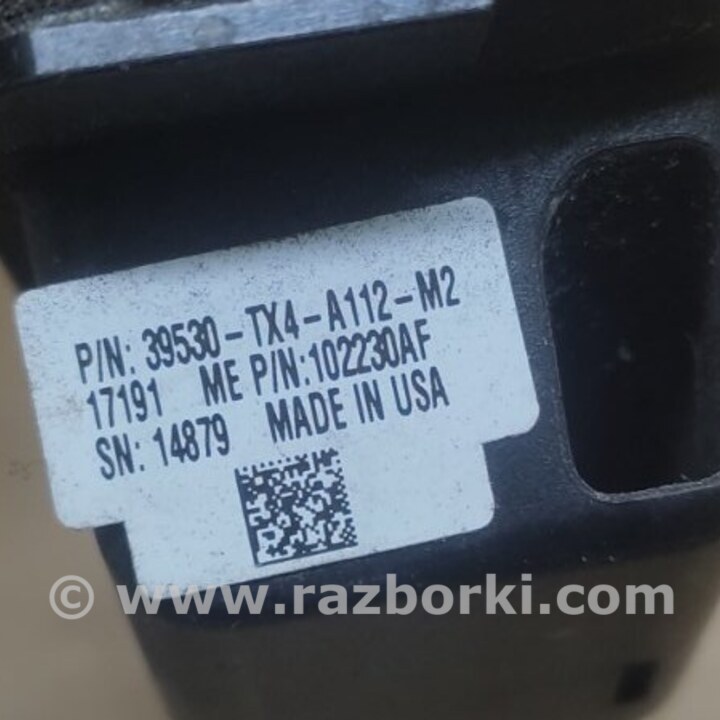 P/N: 39530-TX4-A112-M2
17191 ME P/N:102230AF
SN: 14879 MADE IN USA
© www.razborki.com